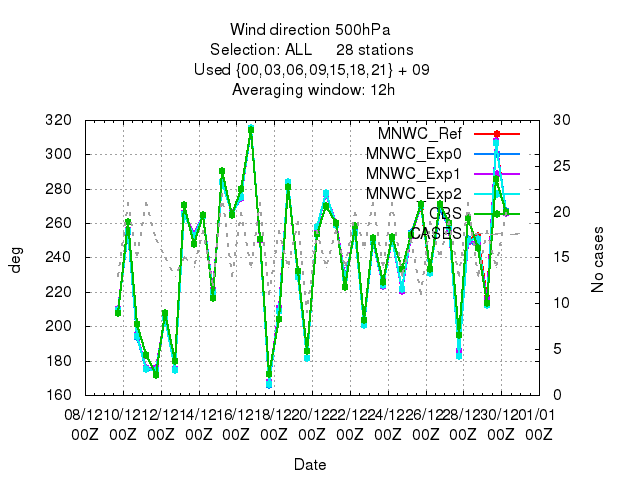 Wind direction 500hPa
Selection: ALL 28 stations
Used {00,03,06,09,15,18,21} + 09
Averaging window: 12h
320 30
MNWC_Ref
300 25
MNWC_Exp0
MNWC_Exp1
280
MNWC_Exp2
260 20
OBS
CASES
240 15
220 10
200
180 5
160 0
deg
No cases
08/12 10/12 12/12 14/12 16/12 18/12 20/12 22/12 24/12 26/12 28/12 30/12 01/01
00Z 00Z 00Z 00Z 00Z 00Z 00Z 00Z 00Z 00Z 00Z 00Z 00Z
Date